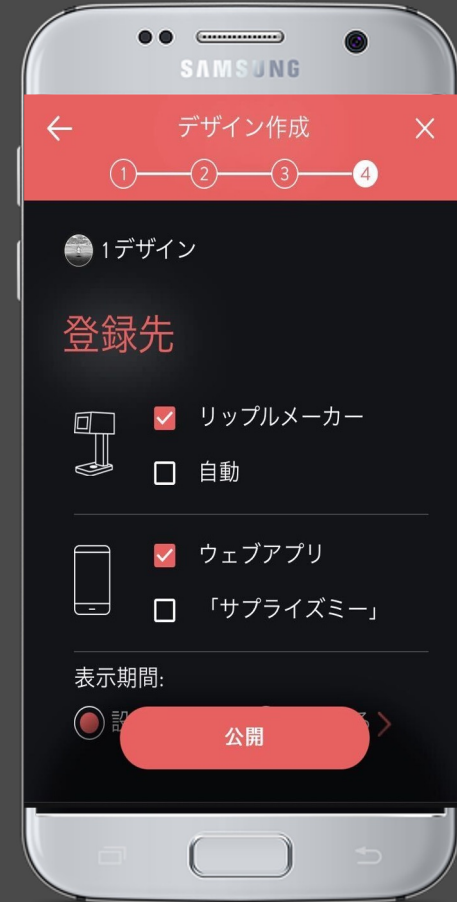 SAMSUNG
デザイン作成
1 2 3 4
1デザイン
登録先
リップルメーカー
自動
ウェブアプリ
「サプライズミー」
表示期間:
設
公開